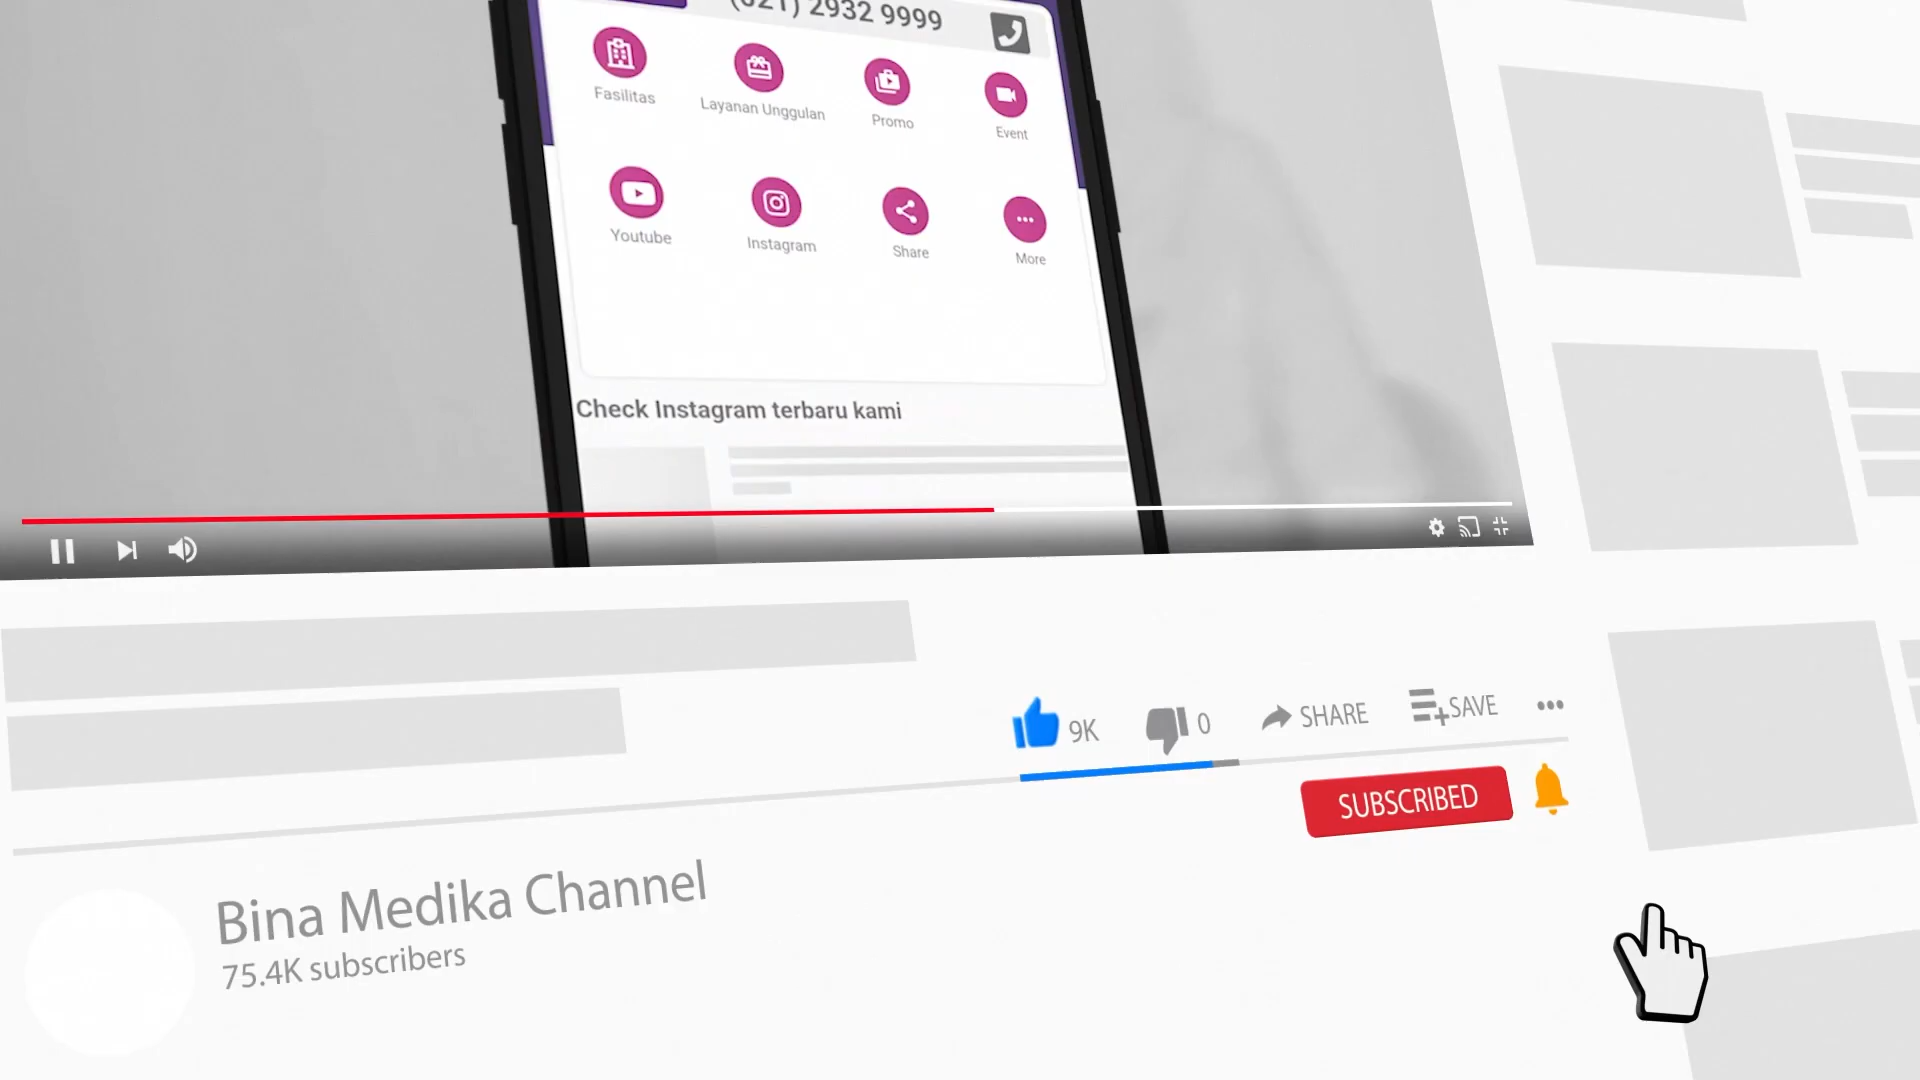 (021) 2932 9999
Fasilitas
Layanan Unggulan
Promo
Event
Youtube
Instagram
Share
More
Check Instagram terbaru kami
9K
0
SHARE
SAVE
SUBSCRIBED
Bina Medika Channel
75.4K subscribers